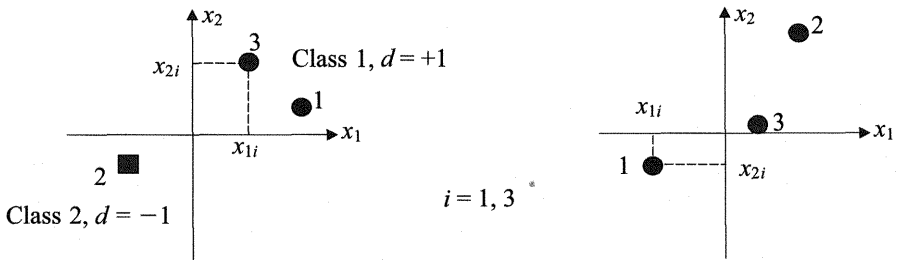 x₂
3
x₂ᵢ
Class 1, d = +1
1
x₁
x₁ᵢ
2
Class 2, d = −1
i = 1, 3
x₂
2
x₁ᵢ
3
x₁
1
x₂ᵢ